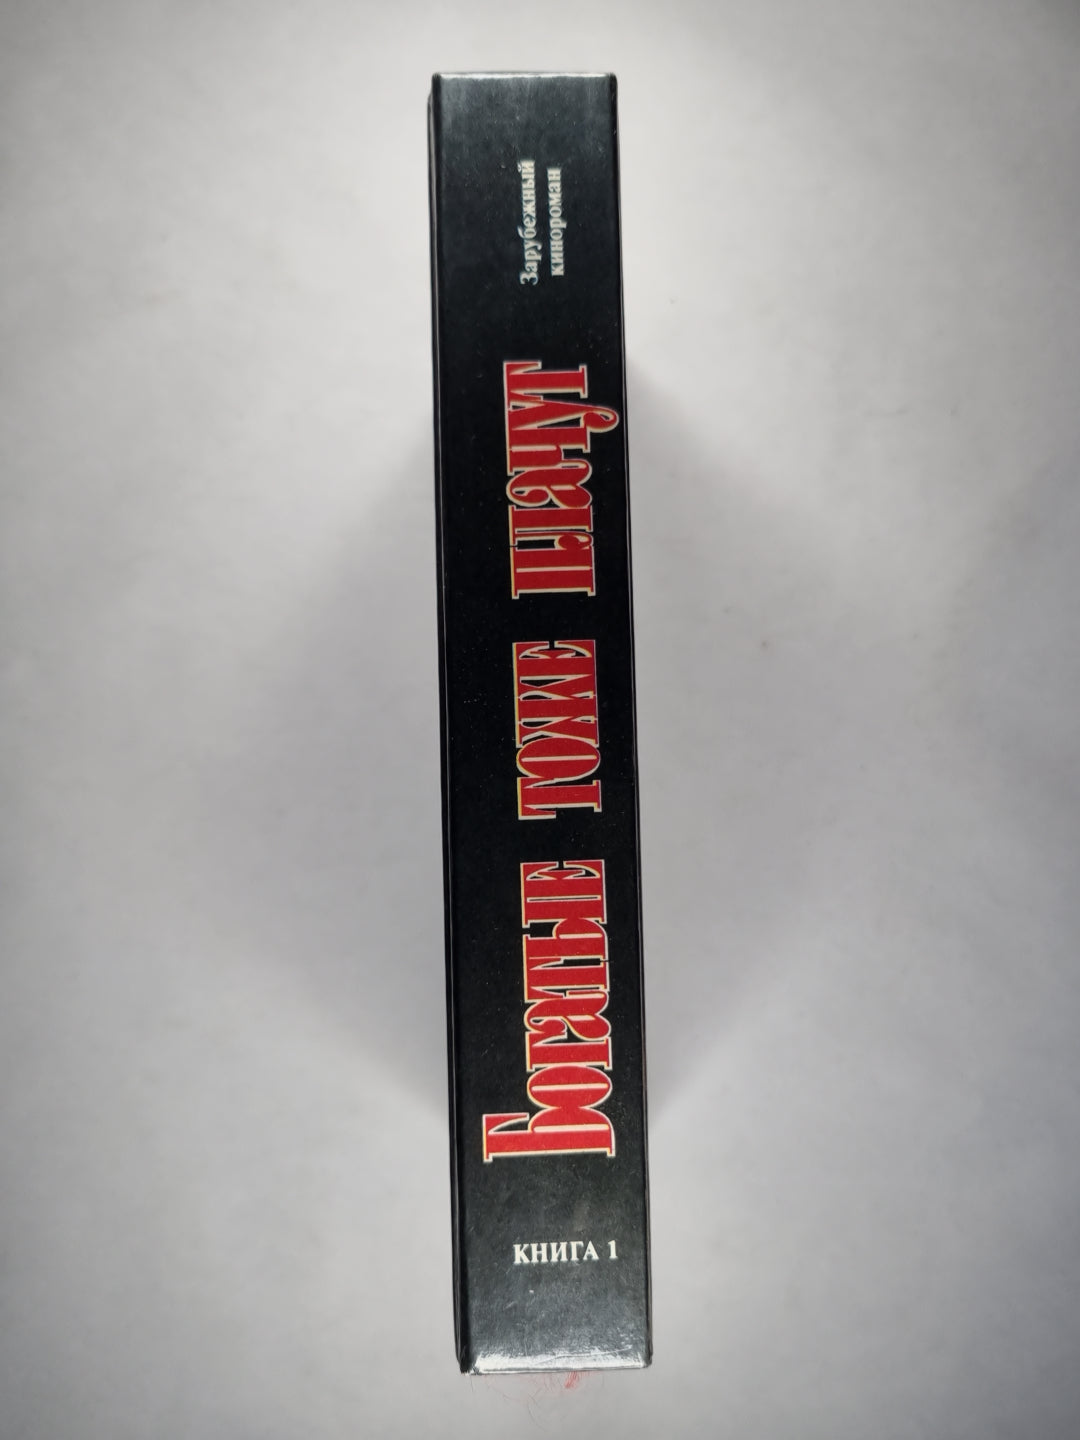 Зарубежный
кинороман
Богатые тоже плачут
КНИГА 1